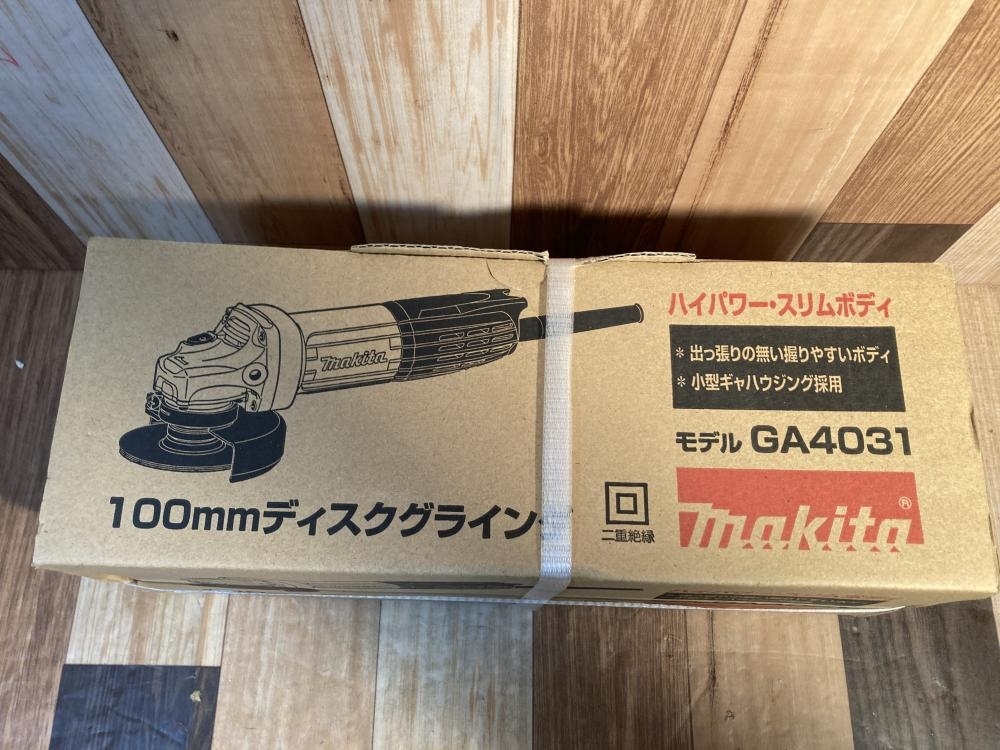 makita
100mmディスクグライン
ハイパワー・スリムボディ
* 出っ張りの無い握りやすいボディ
* 小型ギャハウジング採用
モデル GA4031
二重絶縁
makita®